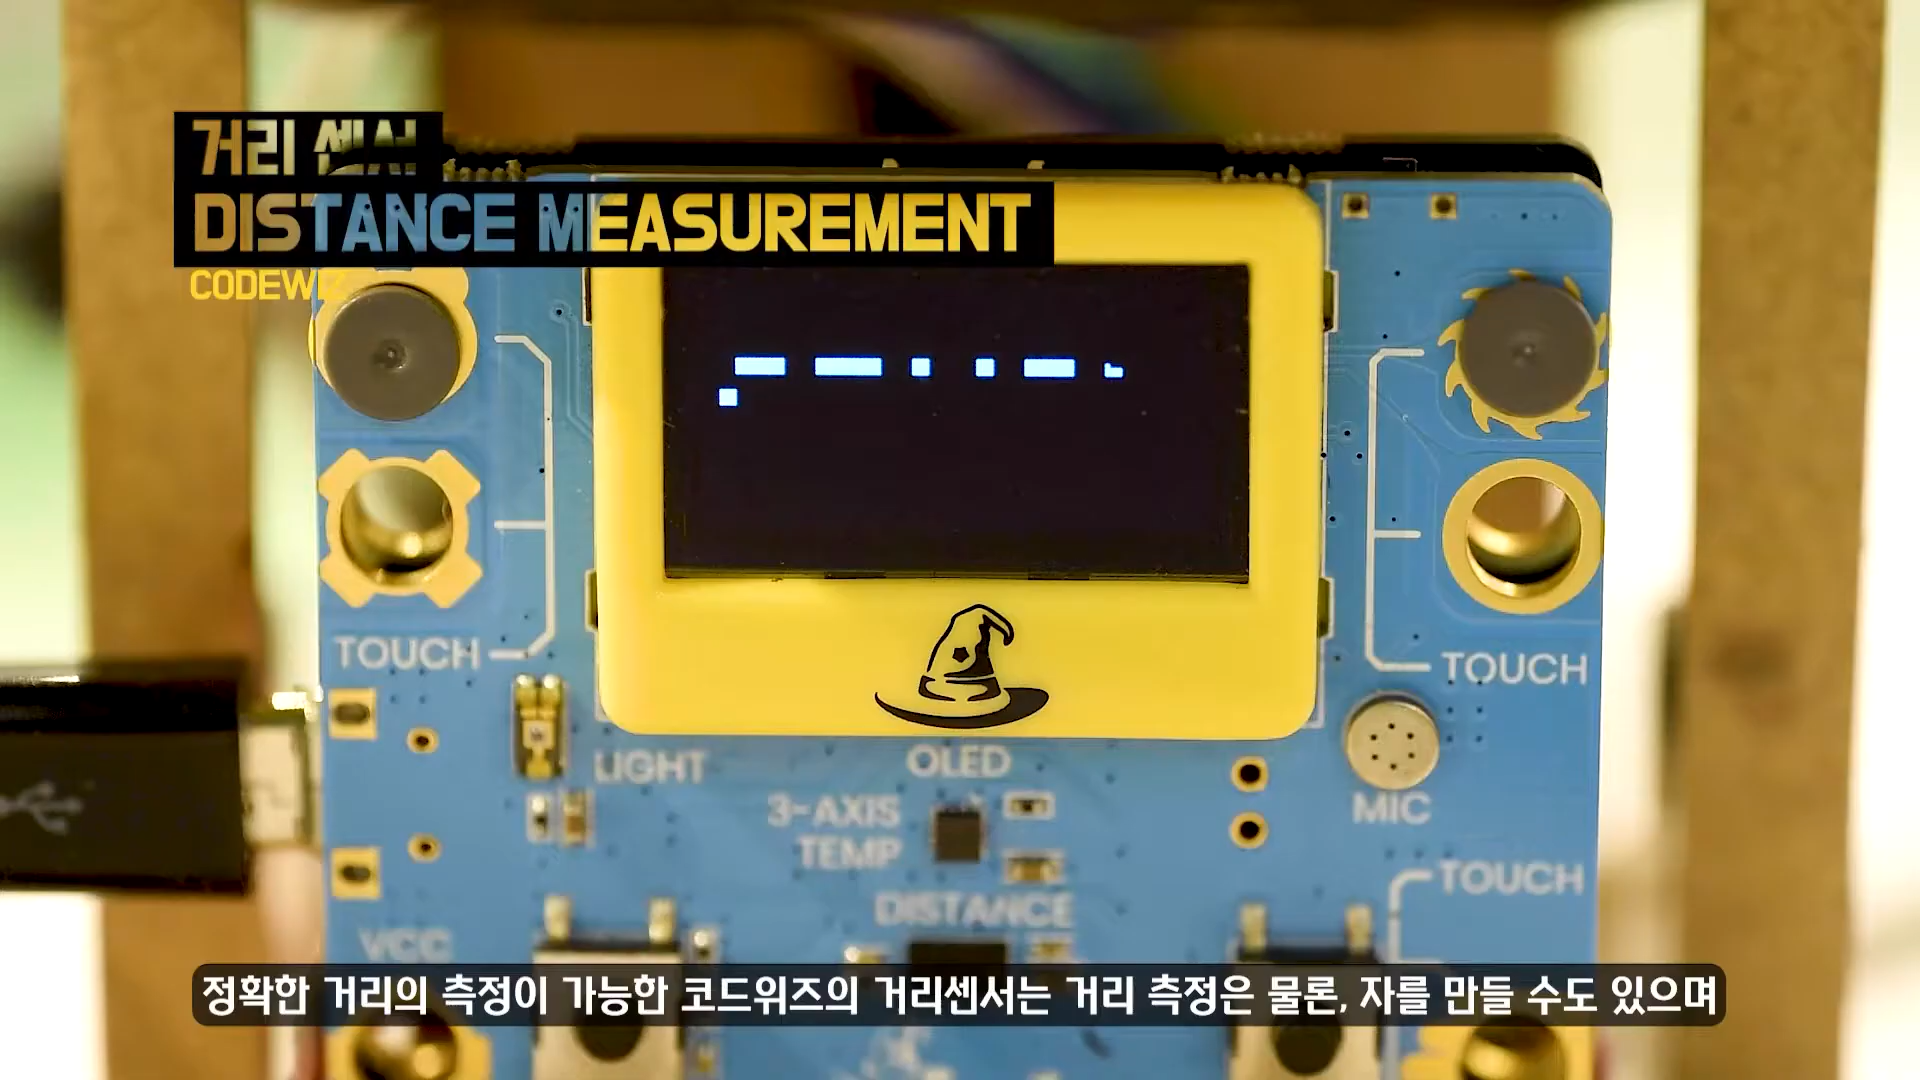 거리 센서
DISTANCE MEASUREMENT
CODEWIZ
TOUCH
TOUCH
LIGHT
OLED
3-AXIS
TEMP
MIC
TOUCH
DISTANCE
VCC
정확한 거리의 측정이 가능한 코드위즈의 거리센서는 거리 측정은 물론, 자를 만들 수도 있으며